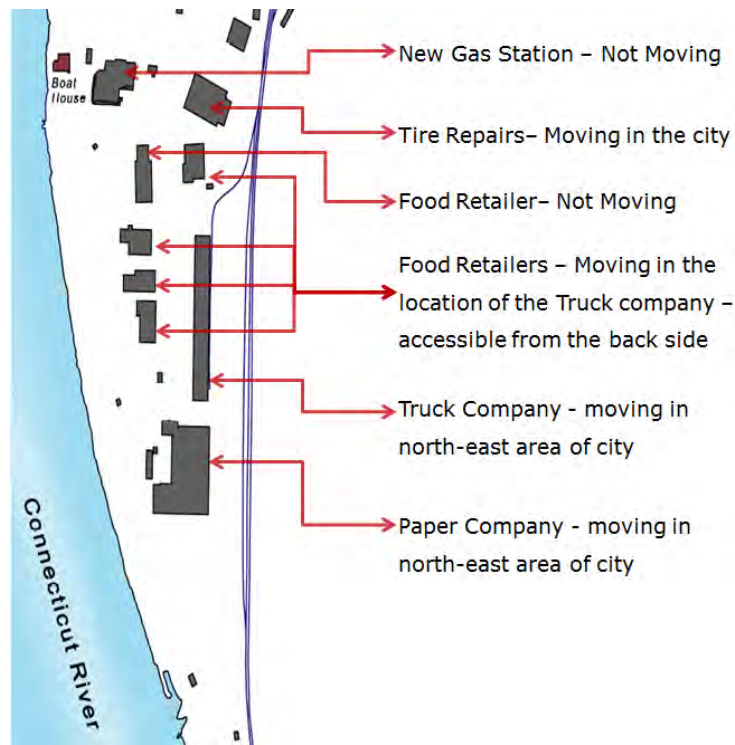 New Gas Station – Not Moving
Boat
House
Tire Repairs– Moving in the city
Food Retailer– Not Moving
Food Retailers – Moving in the
location of the Truck company –
accessible from the back side
Truck Company - moving in
north-east area of city
Paper Company - moving in
north-east area of city
Connecticut River